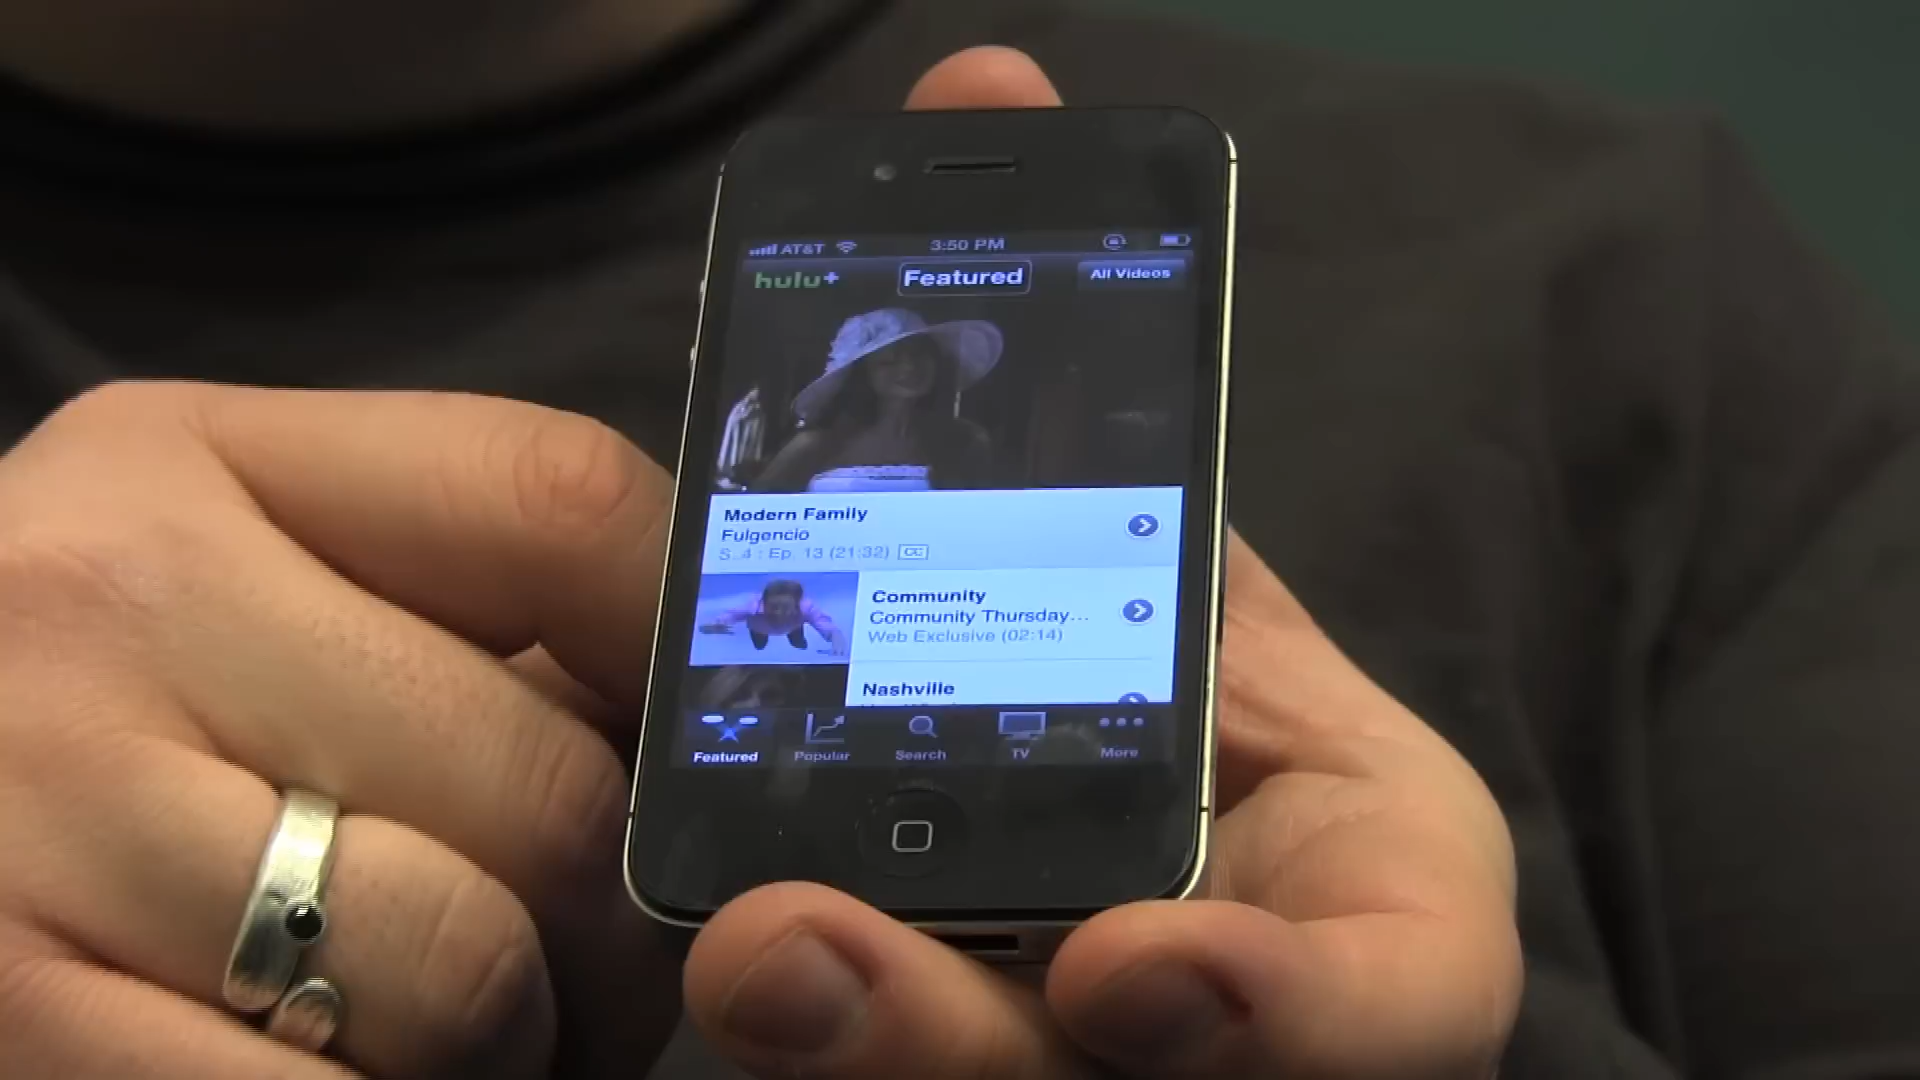 AT&T 3:50 PM
hulu+ Featured All Videos
Modern Family
Fulgencio
S. 4 : Ep. 13 (21:32) CC
Community
Community Thursday...
Web Exclusive (02:14)
Nashville
Featured Popular Search TV More